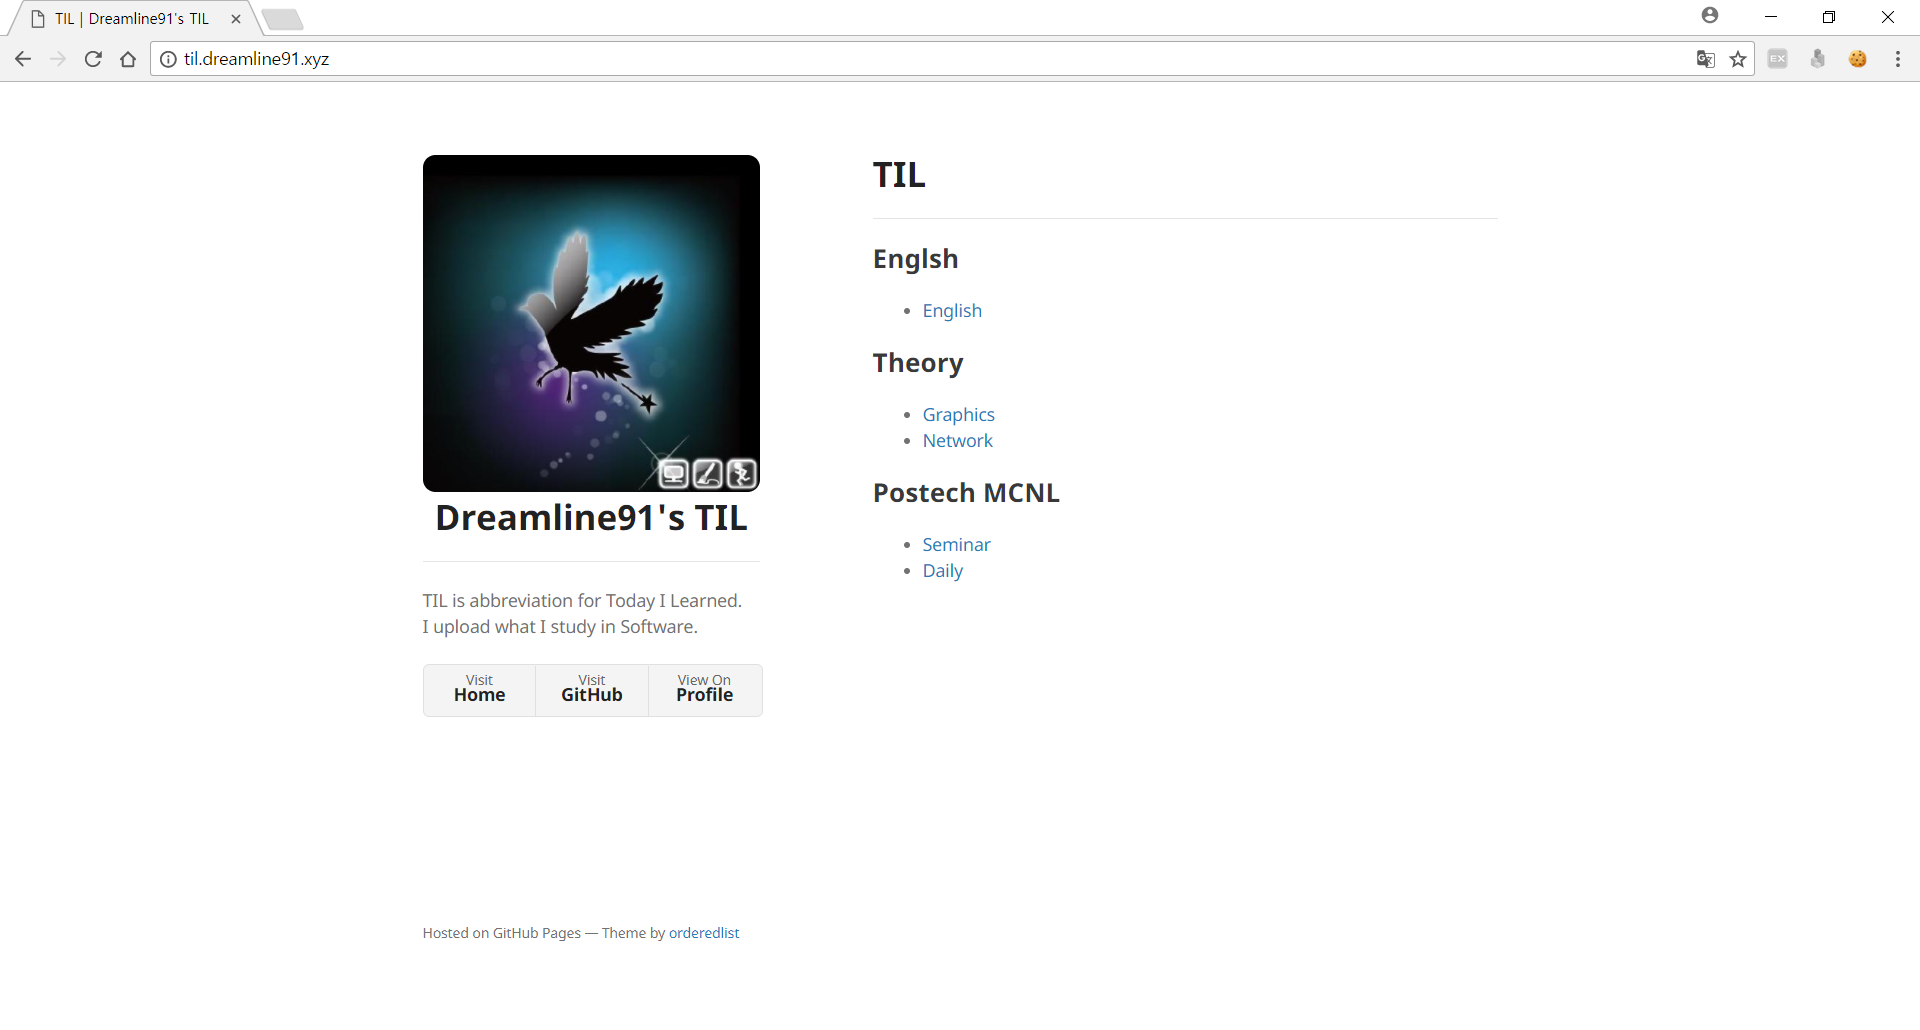 TIL | Dreamline91's TIL
til.dreamline91.xyz
EX
Dreamline91's TIL
TIL is abbreviation for Today I Learned.
I upload what I study in Software.
Visit
Home
Visit
GitHub
View On
Profile
Hosted on GitHub Pages — Theme by orderedlist
TIL
Englsh
English
Theory
Graphics
Network
Postech MCNL
Seminar
Daily